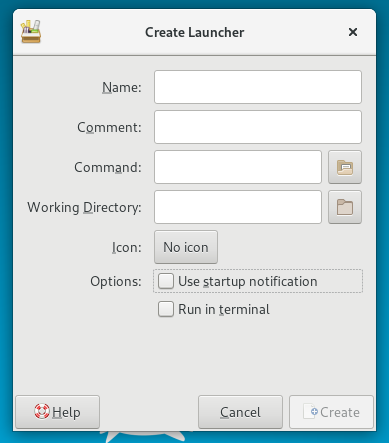 Create Launcher
Name:
Comment:
Command:
Working Directory:
Icon: No icon
Options: Use startup notification
Run in terminal
Help Cancel Create